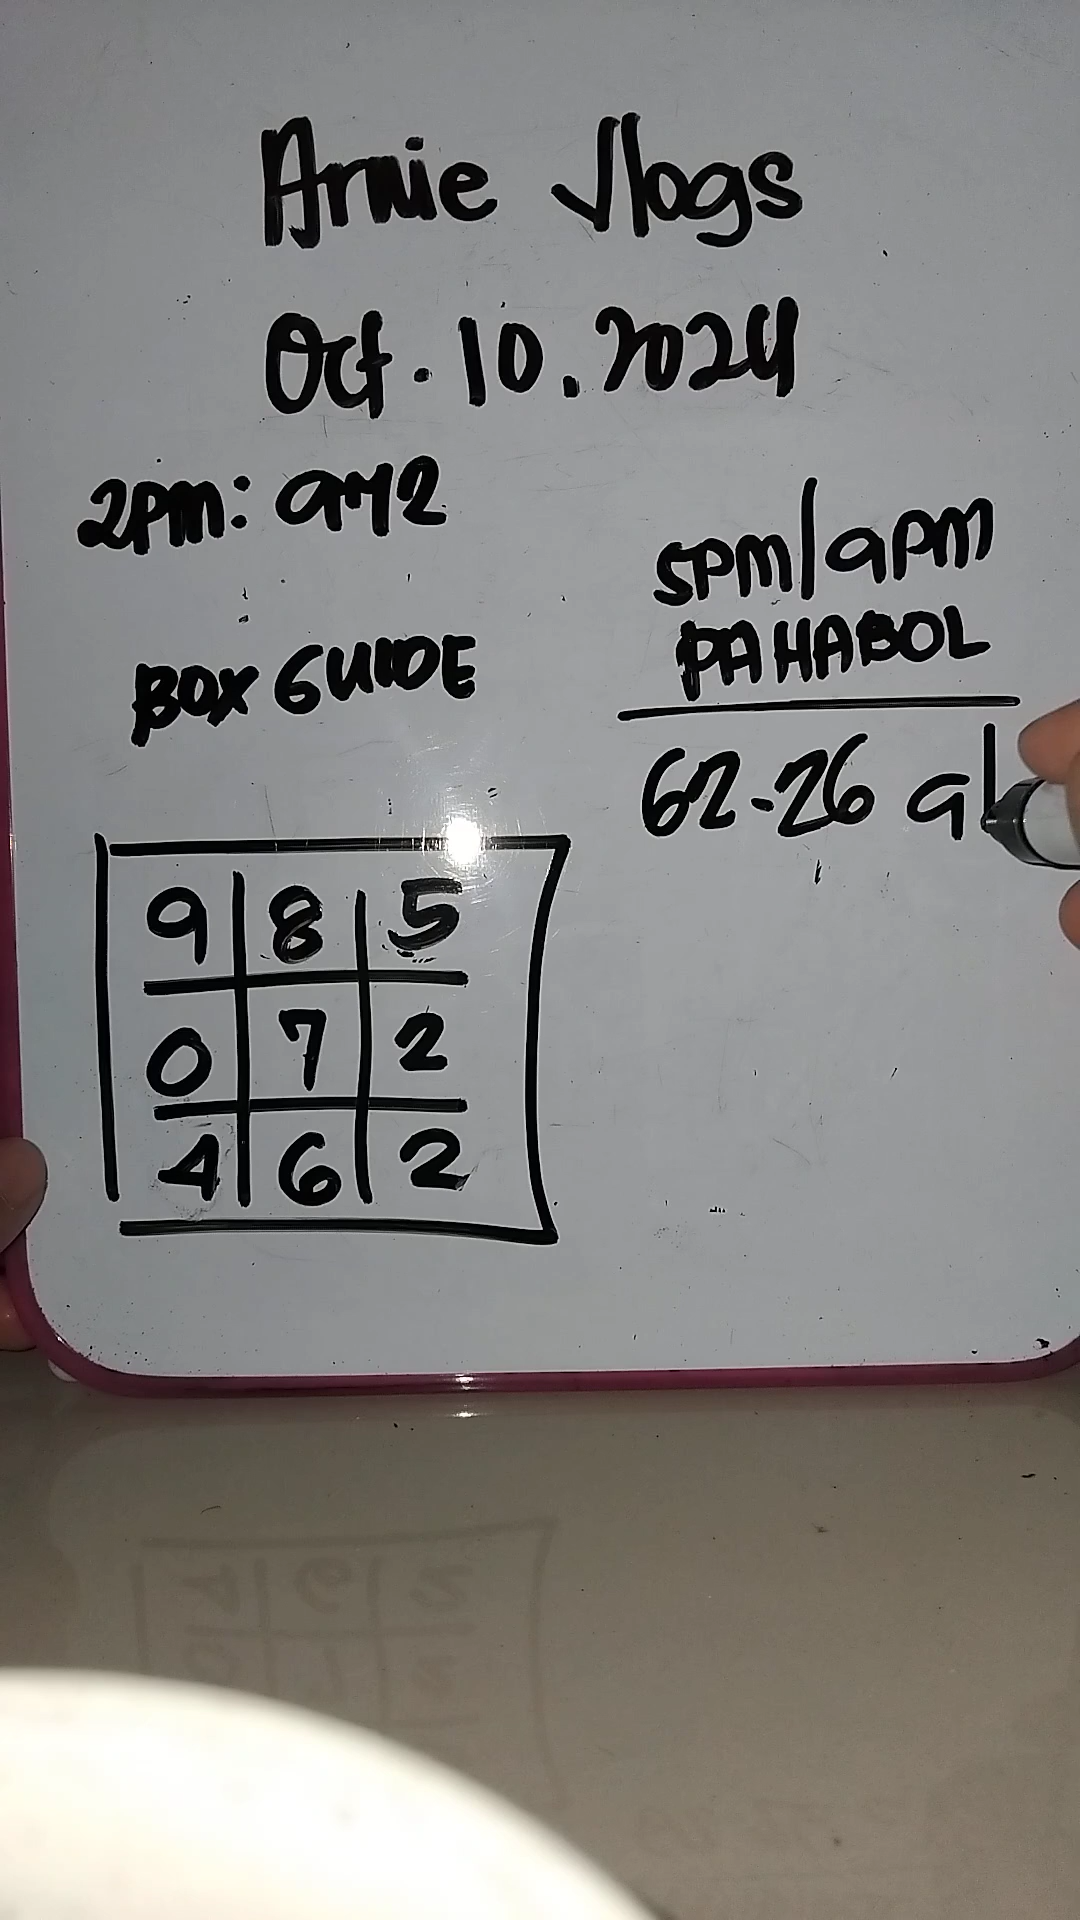 Arnie Vlogs
Oct. 10. 2024
2pm: 942
5PM/9PM
PAHABOL
BOX GUIDE
62-26 al
9 8 5
0 7 2
4 6 2